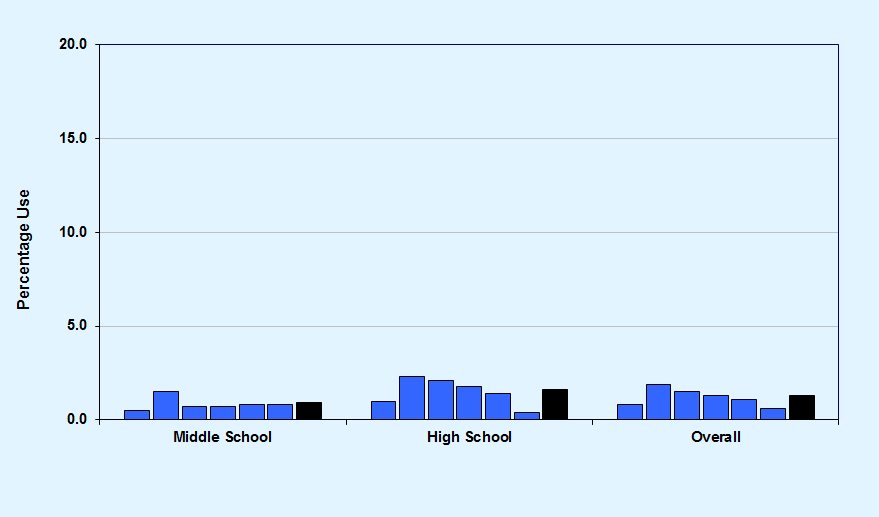 20.0
15.0
10.0
5.0
0.0
Percentage Use
Middle School
High School
Overall